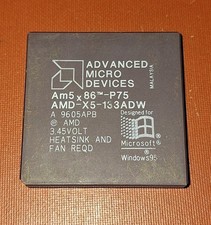 ADVANCED
MICRO
DEVICES
MALAYSIA
Am5x86™-P75
AMD-X5-133ADW
A 9605APB
@ AMD
3.45VOLT
HEATSINK AND
FAN REQD
Designed for
Microsoft®
Windows®95